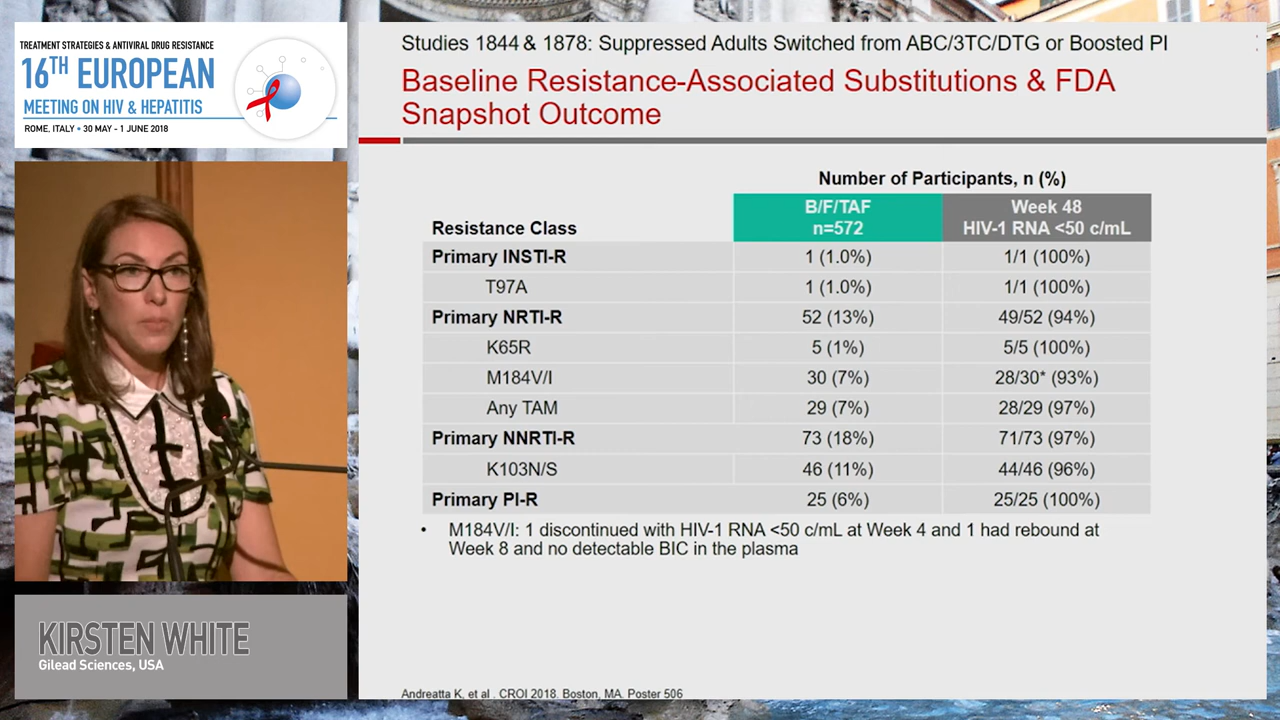 TREATMENT STRATEGIES & ANTIVIRAL DRUG RESISTANCE
16TH EUROPEAN
MEETING ON HIV & HEPATITIS
ROME, ITALY • 30 MAY - 1 JUNE 2018
KIRSTEN WHITE
Gilead Sciences, USA
Studies 1844 & 1878: Suppressed Adults Switched from ABC/3TC/DTG or Boosted PI
Baseline Resistance-Associated Substitutions & FDA
Snapshot Outcome
Number of Participants, n (%)
Resistance Class
B/F/TAF
n=572
Week 48
HIV-1 RNA <50 c/mL
Primary INSTI-R 1 (1.0%) 1/1 (100%)
T97A 1 (1.0%) 1/1 (100%)
Primary NRTI-R 52 (13%) 49/52 (94%)
K65R 5 (1%) 5/5 (100%)
M184V/I 30 (7%) 28/30* (93%)
Any TAM 29 (7%) 28/29 (97%)
Primary NNRTI-R 73 (18%) 71/73 (97%)
K103N/S 46 (11%) 44/46 (96%)
Primary PI-R 25 (6%) 25/25 (100%)
• M184V/I: 1 discontinued with HIV-1 RNA <50 c/mL at Week 4 and 1 had rebound at
Week 8 and no detectable BIC in the plasma
Andreatta K, et al . CROI 2018. Boston, MA. Poster 506